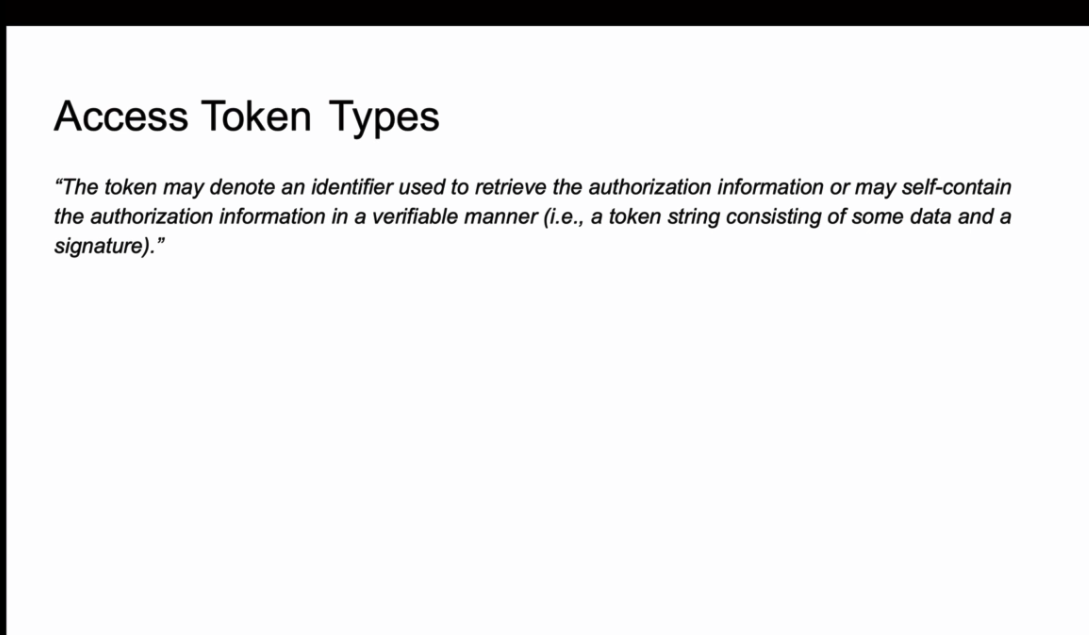 Access Token Types
“The token may denote an identifier used to retrieve the authorization information or may self-contain
the authorization information in a verifiable manner (i.e., a token string consisting of some data and a
signature).”